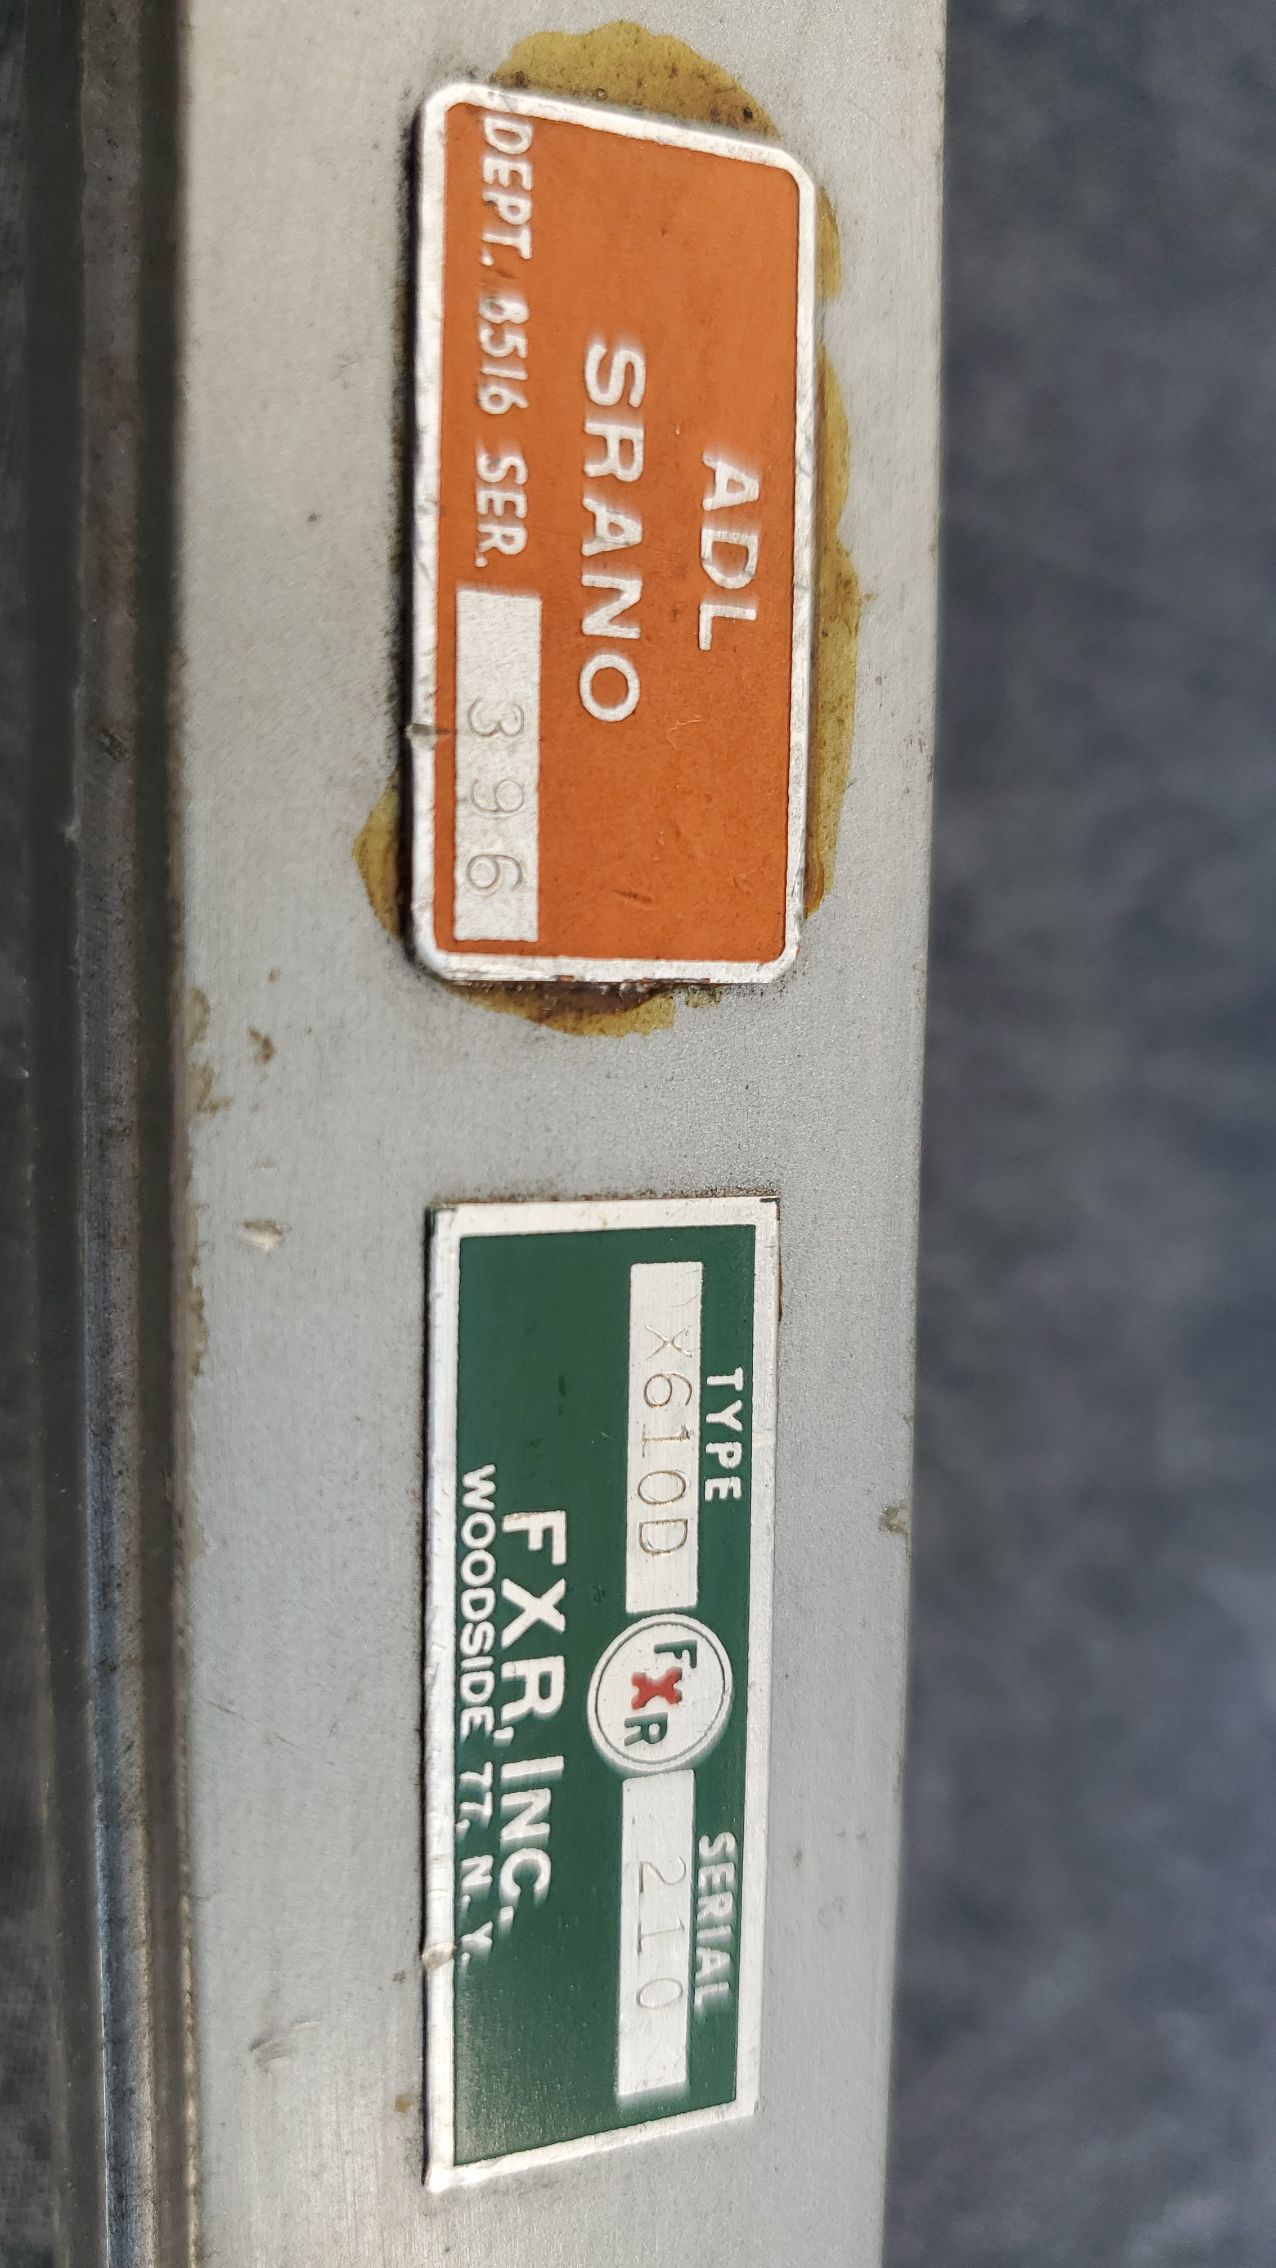 ADL
SRANO
DEPT. 8516 SER. 396
TYPE SERIAL
X610D FXR 210
FXR, INC.
WOODSIDE 77, N. Y.